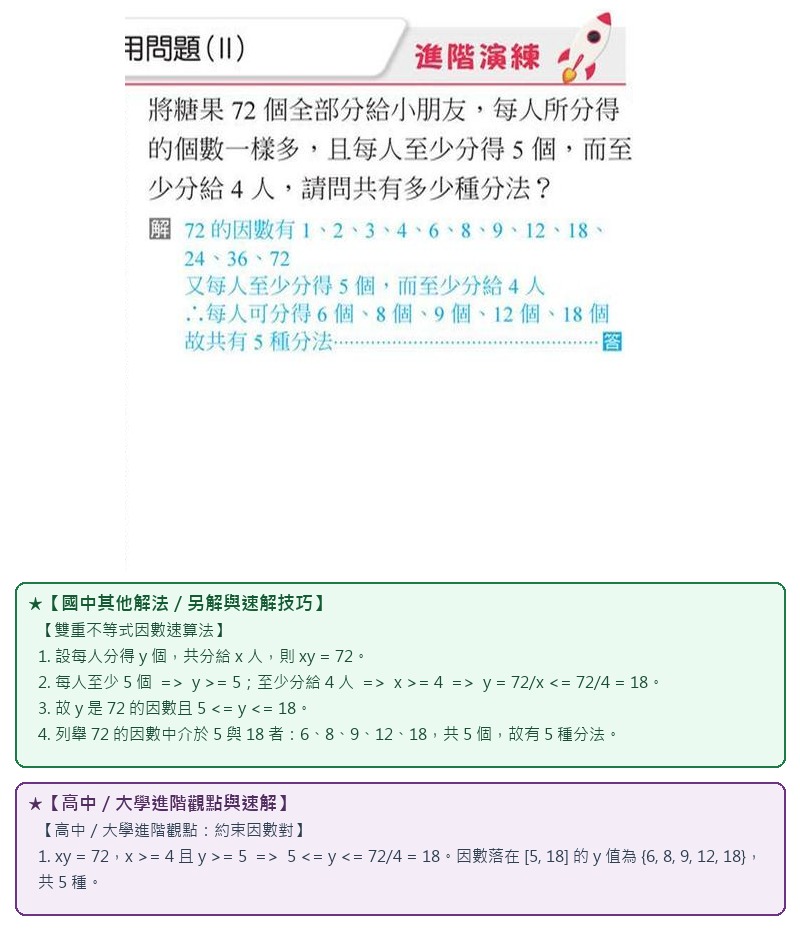 用問題(II)
進階演練
將糖果 72 個全部分給小朋友，每人所分得
的個數一樣多，且每人至少分得 5 個，而至
少分給 4 人，請問共有多少種分法？
解 72 的因數有 1、2、3、4、6、8、9、12、18、
24、36、72
又每人至少分得 5 個，而至少分給 4 人
∴每人可分得 6 個、8 個、9 個、12 個、18 個
故共有 5 種分法⋯⋯⋯⋯⋯⋯⋯⋯⋯⋯⋯⋯⋯⋯ 答
★【國中其他解法 / 另解與速解技巧】
【雙重不等式因數速算法】
1. 設每人分得 y 個，共分給 x 人，則 xy = 72。
2. 每人至少 5 個 => y >= 5；至少分給 4 人 => x >= 4 => y = 72/x <= 72/4 = 18。
3. 故 y 是 72 的因數且 5 <= y <= 18。
4. 列舉 72 的因數中介於 5 與 18 者：6、8、9、12、18，共 5 個，故有 5 種分法。
★【高中 / 大學進階觀點與速解】
【高中 / 大學進階觀點：約束因數對】
1. xy = 72，x >= 4 且 y >= 5 => 5 <= y <= 72/4 = 18。因數落在 [5, 18] 的 y 值為 {6, 8, 9, 12, 18}，
共 5 種。